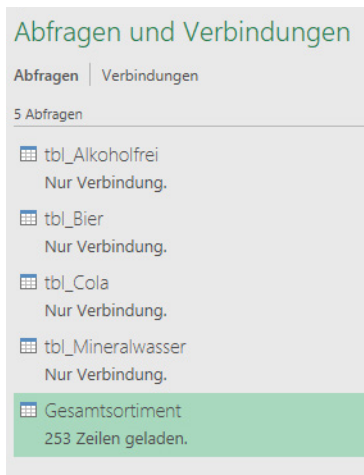 Abfragen und Verbindungen
Abfragen | Verbindungen
5 Abfragen
tbl_Alkoholfrei
Nur Verbindung.
tbl_Bier
Nur Verbindung.
tbl_Cola
Nur Verbindung.
tbl_Mineralwasser
Nur Verbindung.
Gesamtsortiment
253 Zeilen geladen.